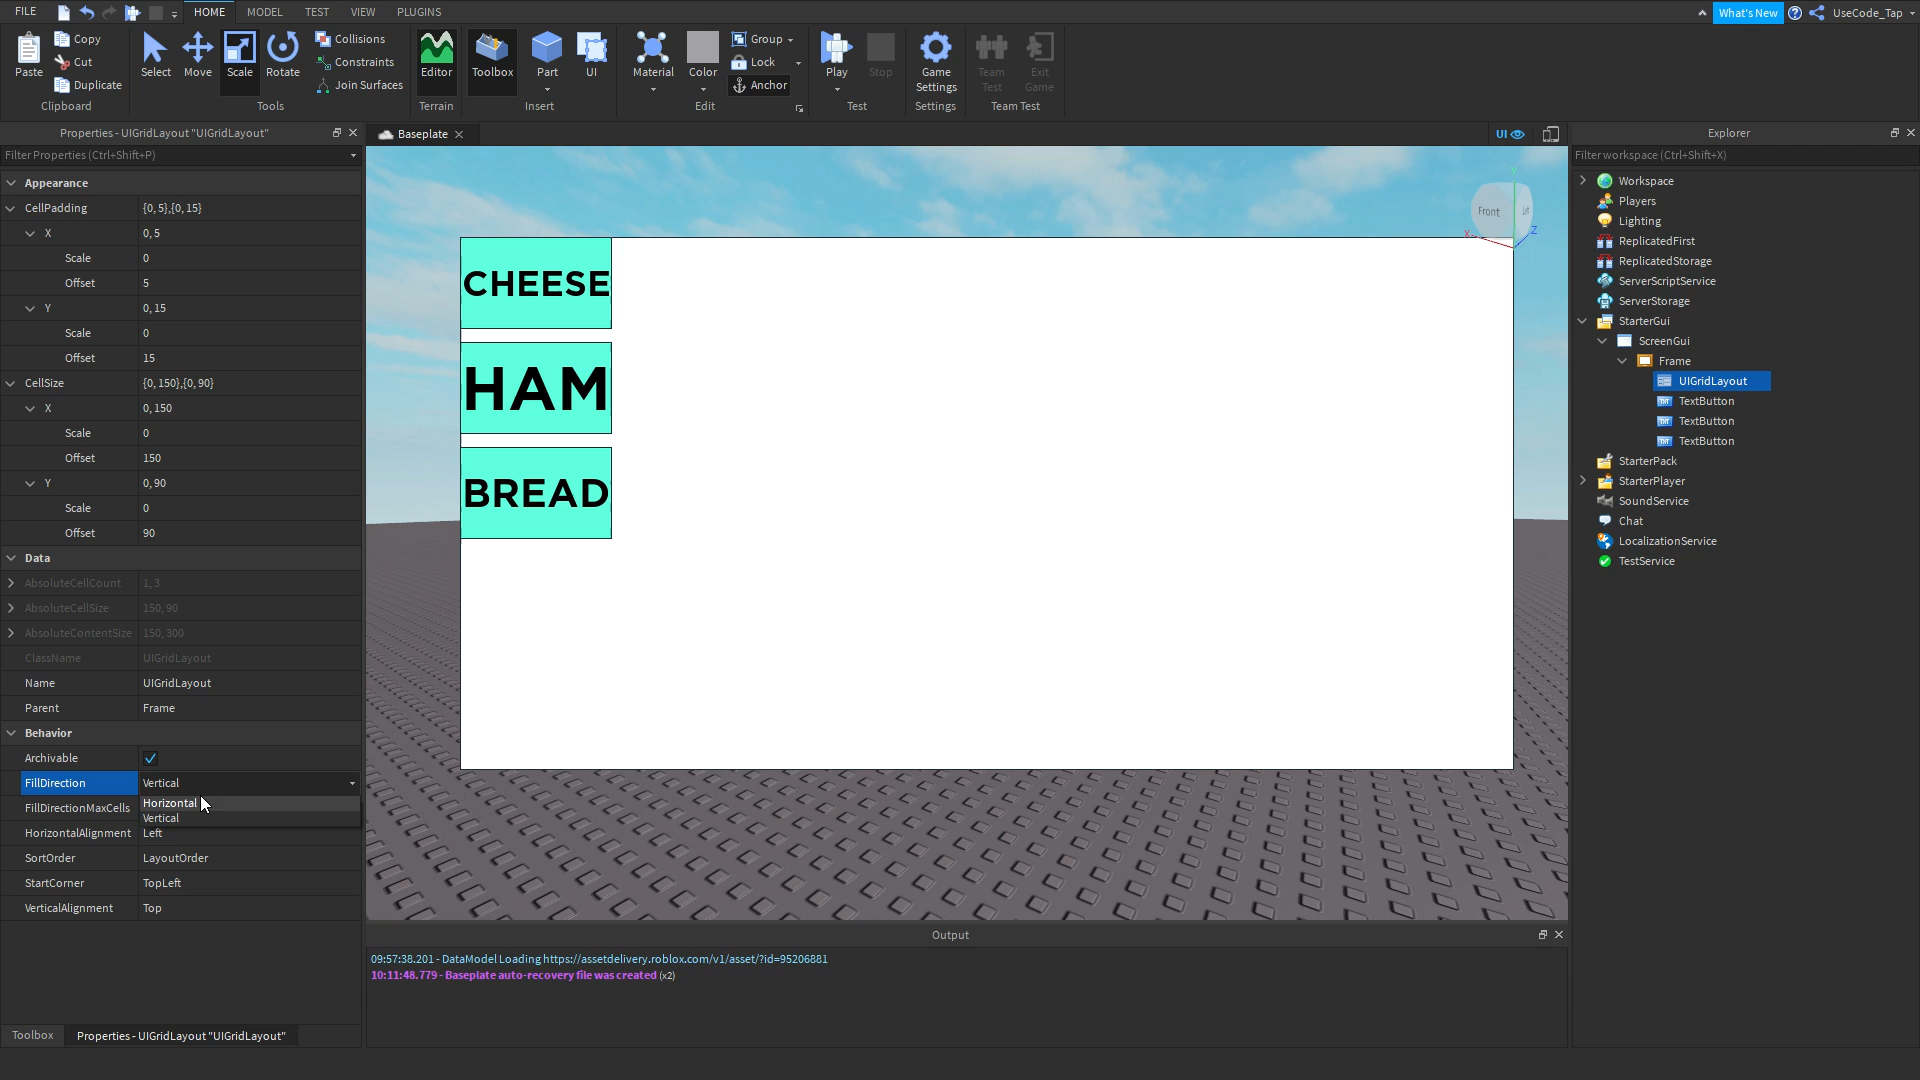 FILE HOME MODEL TEST VIEW PLUGINS What's New UseCode_Tap
Paste Copy Cut Duplicate Clipboard
Select Move Scale Rotate Collisions Constraints Join Surfaces Tools
Editor Terrain
Toolbox Part UI Insert
Material Color Group Lock Anchor Edit
Play Stop Test
Game Settings Settings
Team Test Exit Game Team Test
Properties - UIGridLayout "UIGridLayout"
Filter Properties (Ctrl+Shift+P)
Appearance
CellPadding {0, 5},{0, 15}
X 0, 5
Scale 0
Offset 5
Y 0, 15
Scale 0
Offset 15
CellSize {0, 150},{0, 90}
X 0, 150
Scale 0
Offset 150
Y 0, 90
Scale 0
Offset 90
Data
AbsoluteCellCount 1, 3
AbsoluteCellSize 150, 90
AbsoluteContentSize 150, 300
ClassName UIGridLayout
Name UIGridLayout
Parent Frame
Behavior
Archivable
FillDirection Vertical
Horizontal
FillDirectionMaxCells
Vertical
HorizontalAlignment Left
SortOrder LayoutOrder
StartCorner TopLeft
VerticalAlignment Top
Toolbox Properties - UIGridLayout "UIGridLayout"
Baseplate
UI
Front
X
Z
CHEESE
HAM
BREAD
Output
09:57:38.201 - DataModel Loading https://assetdelivery.roblox.com/v1/asset/?id=95206881
10:11:48.779 - Baseplate auto-recovery file was created (x2)
Explorer
Filter workspace (Ctrl+Shift+X)
Workspace
Players
Lighting
ReplicatedFirst
ReplicatedStorage
ServerScriptService
ServerStorage
StarterGui
ScreenGui
Frame
UIGridLayout
TextButton
TextButton
TextButton
StarterPack
StarterPlayer
SoundService
Chat
LocalizationService
TestService